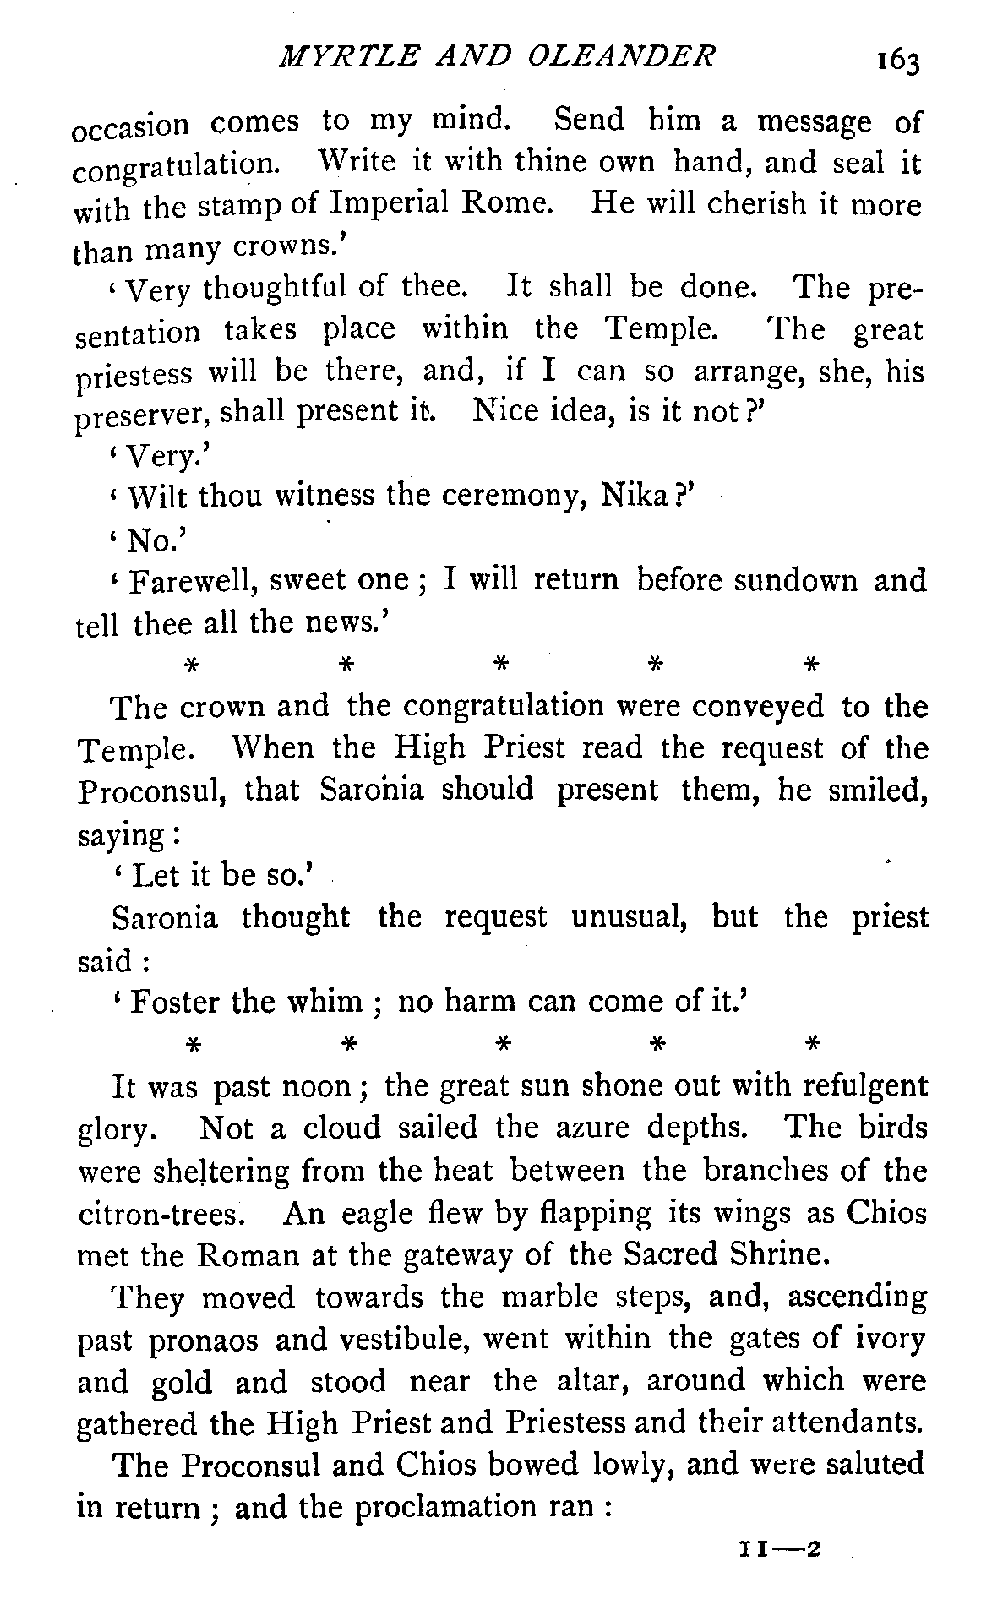 MYRTLE AND OLEANDER 163
occasion comes to my mind. Send him a message of
congratulation. Write it with thine own hand, and seal it
with the stamp of Imperial Rome. He will cherish it more
than many crowns.’
‘ Very thoughtful of thee. It shall be done. The pre-
sentation takes place within the Temple. The great
priestess will be there, and, if I can so arrange, she, his
preserver, shall present it. Nice idea, is it not ?’
‘ Very.’
‘ Wilt thou witness the ceremony, Nika ?’
‘ No.’
‘ Farewell, sweet one ; I will return before sundown and
tell thee all the news.’
* * * * *
The crown and the congratulation were conveyed to the
Temple. When the High Priest read the request of the
Proconsul, that Saronia should present them, he smiled,
saying :
‘ Let it be so.’
Saronia thought the request unusual, but the priest
said :
‘ Foster the whim ; no harm can come of it.’
* * * * *
It was past noon ; the great sun shone out with refulgent
glory. Not a cloud sailed the azure depths. The birds
were sheltering from the heat between the branches of the
citron-trees. An eagle flew by flapping its wings as Chios
met the Roman at the gateway of the Sacred Shrine.
They moved towards the marble steps, and, ascending
past pronaos and vestibule, went within the gates of ivory
and gold and stood near the altar, around which were
gathered the High Priest and Priestess and their attendants.
The Proconsul and Chios bowed lowly, and were saluted
in return ; and the proclamation ran :
11—2